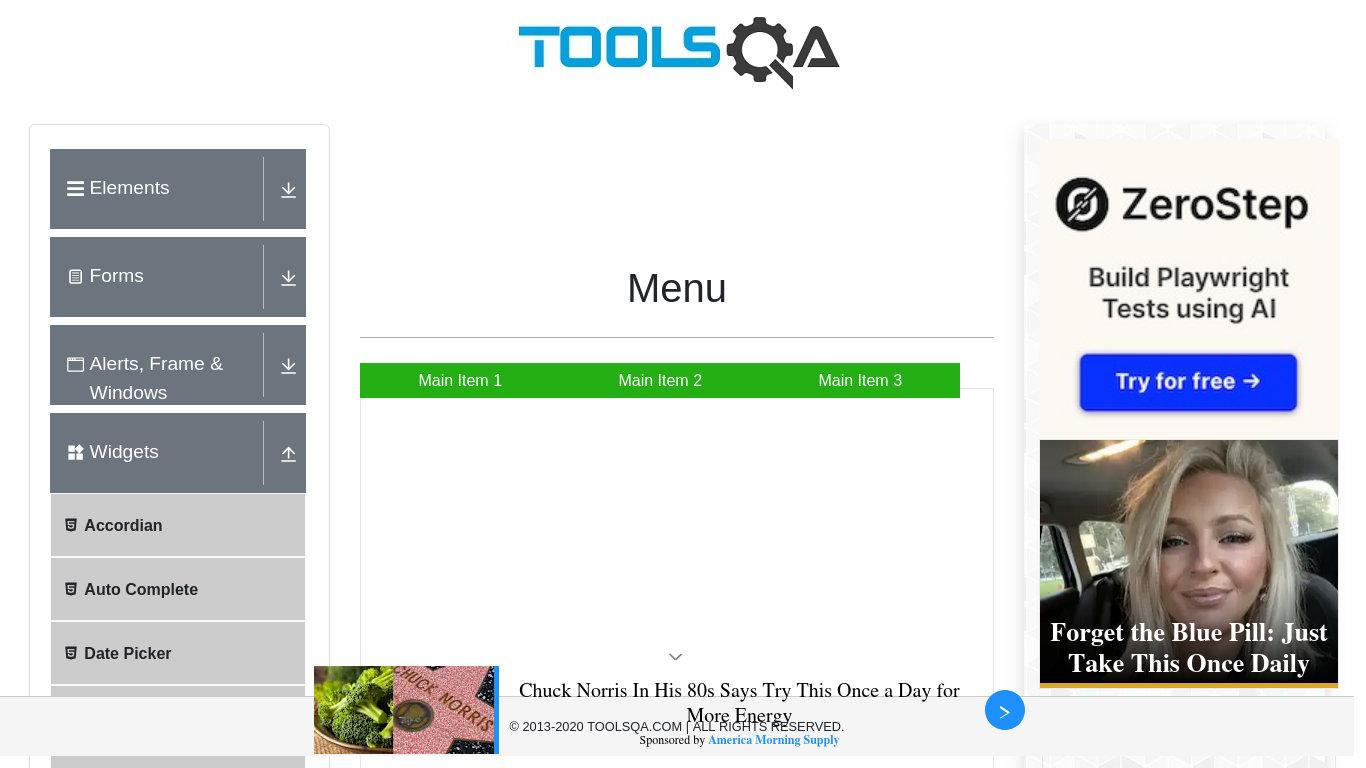 TOOLSQA
Elements
Forms
Alerts, Frame &
Windows
Widgets
Accordian
Auto Complete
Date Picker
Menu
Main Item 1
Main Item 2
Main Item 3
ZeroStep
Build Playwright
Tests using AI
Try for free →
Forget the Blue Pill: Just
Take This Once Daily
CHUCK NORRIS
Chuck Norris In His 80s Says Try This Once a Day for
More Energy
© 2013-2020 TOOLSQA.COM | ALL RIGHTS RESERVED.
Sponsored by America Morning Supply